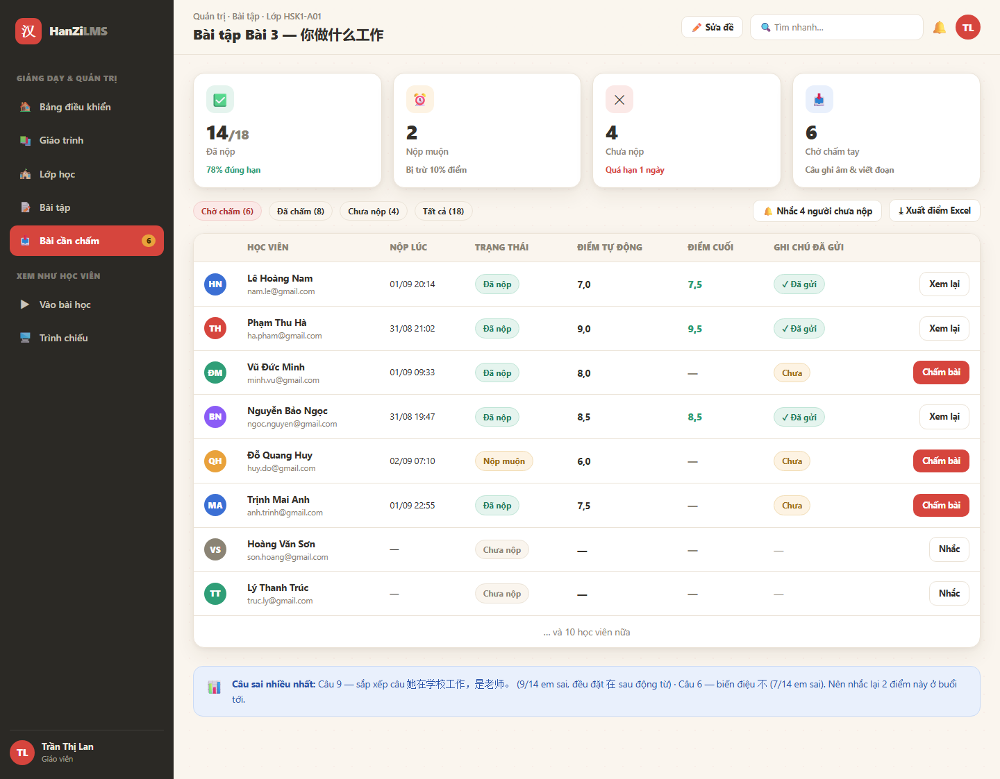 汉 HanZiLMS
GIẢNG DẠY & QUẢN TRỊ
Bảng điều khiển
Giáo trình
Lớp học
Bài tập
Bài cần chấm 6
XEM NHƯ HỌC VIÊN
Vào bài học
Trình chiếu
TL Trần Thị Lan
Giáo viên
Quản trị · Bài tập · Lớp HSK1-A01
Bài tập Bài 3 — 你做什么工作
Sửa đề
Tìm nhanh...
TL
14/18
Đã nộp
78% đúng hạn
2
Nộp muộn
Bị trừ 10% điểm
4
Chưa nộp
Quá hạn 1 ngày
6
Chờ chấm tay
Câu ghi âm & viết đoạn
Chờ chấm (6) Đã chấm (8) Chưa nộp (4) Tất cả (18) Nhắc 4 người chưa nộp ⤓ Xuất điểm Excel
HỌC VIÊN NỘP LÚC TRẠNG THÁI ĐIỂM TỰ ĐỘNG ĐIỂM CUỐI GHI CHÚ ĐÃ GỬI
HN Lê Hoàng Nam 01/09 20:14 Đã nộp 7,0 7,5 ✓ Đã gửi Xem lại
nam.le@gmail.com
TH Phạm Thu Hà 31/08 21:02 Đã nộp 9,0 9,5 ✓ Đã gửi Xem lại
ha.pham@gmail.com
ĐM Vũ Đức Minh 01/09 09:33 Đã nộp 8,0 — Chưa Chấm bài
minh.vu@gmail.com
BN Nguyễn Bảo Ngọc 31/08 19:47 Đã nộp 8,5 8,5 ✓ Đã gửi Xem lại
ngoc.nguyen@gmail.com
QH Đỗ Quang Huy 02/09 07:10 Nộp muộn 6,0 — Chưa Chấm bài
huy.do@gmail.com
MA Trịnh Mai Anh 01/09 22:55 Đã nộp 7,5 — Chưa Chấm bài
anh.trinh@gmail.com
VS Hoàng Văn Sơn — Chưa nộp — — — Nhắc
son.hoang@gmail.com
TT Lý Thanh Trúc — Chưa nộp — — — Nhắc
truc.ly@gmail.com
... và 10 học viên nữa
Câu sai nhiều nhất: Câu 9 — sắp xếp câu 她在学校工作，是老师。 (9/14 em sai, đều đặt 在 sau động từ) · Câu 6 — biến điệu 不 (7/14 em sai). Nên nhắc lại 2 điểm này ở buổi
tới.